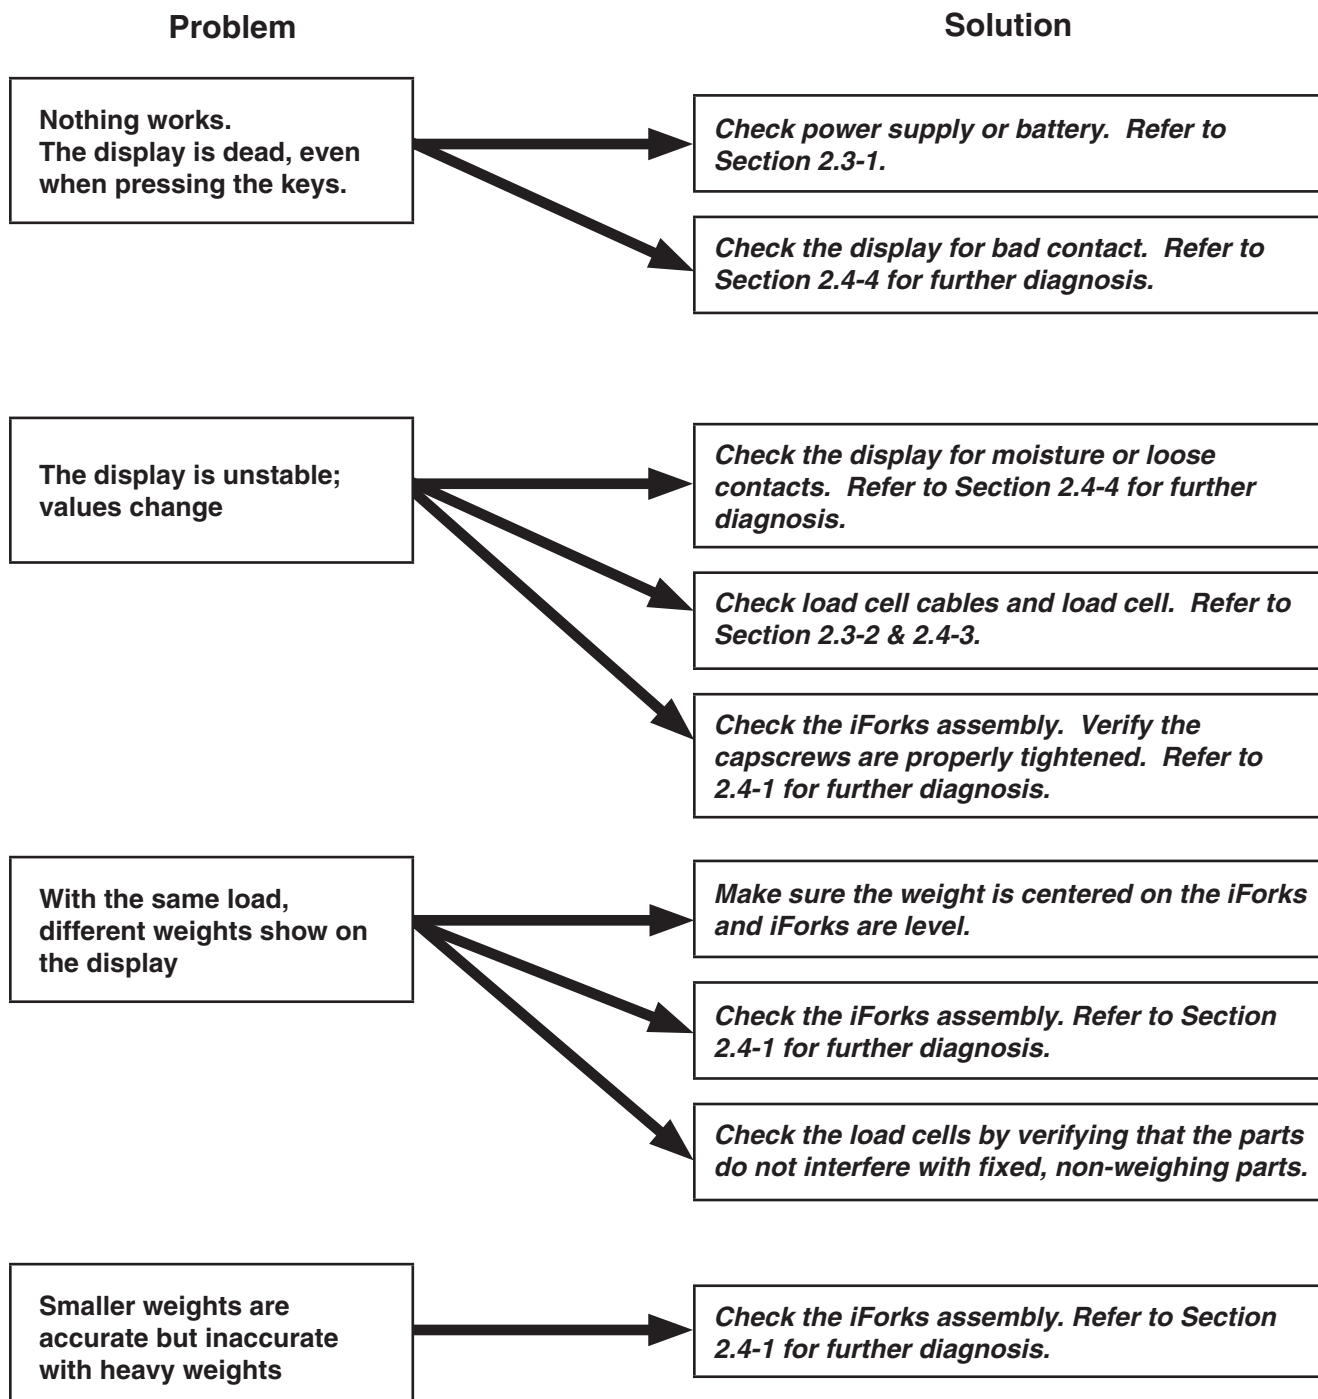 Problem
Solution
Nothing works.
The display is dead, even
when pressing the keys.
Check power supply or battery.  Refer to
Section 2.3-1.
Check the display for bad contact.  Refer to
Section 2.4-4 for further diagnosis.
The display is unstable;
values change
Check the display for moisture or loose
contacts.  Refer to Section 2.4-4 for further
diagnosis.
Check load cell cables and load cell.  Refer to
Section 2.3-2 & 2.4-3.
Check the iForks assembly.  Verify the
capscrews are properly tightened.  Refer to
2.4-1 for further diagnosis.
With the same load,
different weights show on
the display
Make sure the weight is centered on the iForks
and iForks are level.
Check the iForks assembly. Refer to Section
2.4-1 for further diagnosis.
Check the load cells by verifying that the parts
do not interfere with fixed, non-weighing parts.
Smaller weights are
accurate but inaccurate
with heavy weights
Check the iForks assembly. Refer to Section
2.4-1 for further diagnosis.